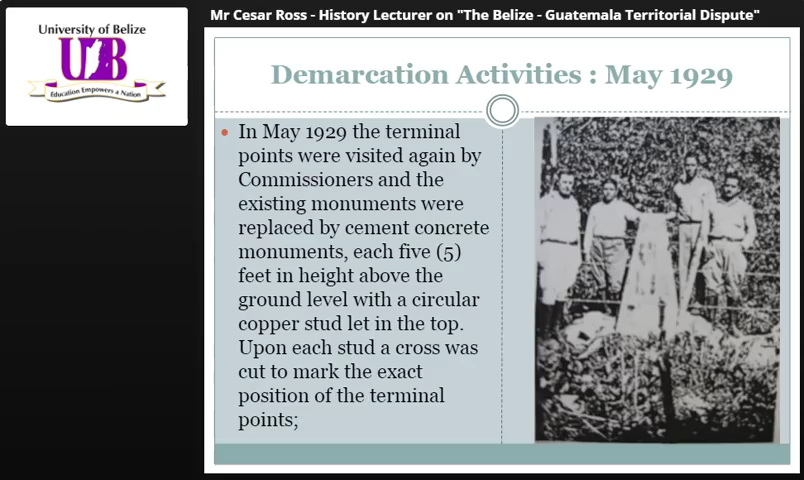 Mr Cesar Ross - History Lecturer on "The Belize - Guatemala Territorial Dispute"
University of Belize
UB
Education Empowers a Nation
Demarcation Activities : May 1929
In May 1929 the terminal
points were visited again by
Commissioners and the
existing monuments were
replaced by cement concrete
monuments, each five (5)
feet in height above the
ground level with a circular
copper stud let in the top.
Upon each stud a cross was
cut to mark the exact
position of the terminal
points;